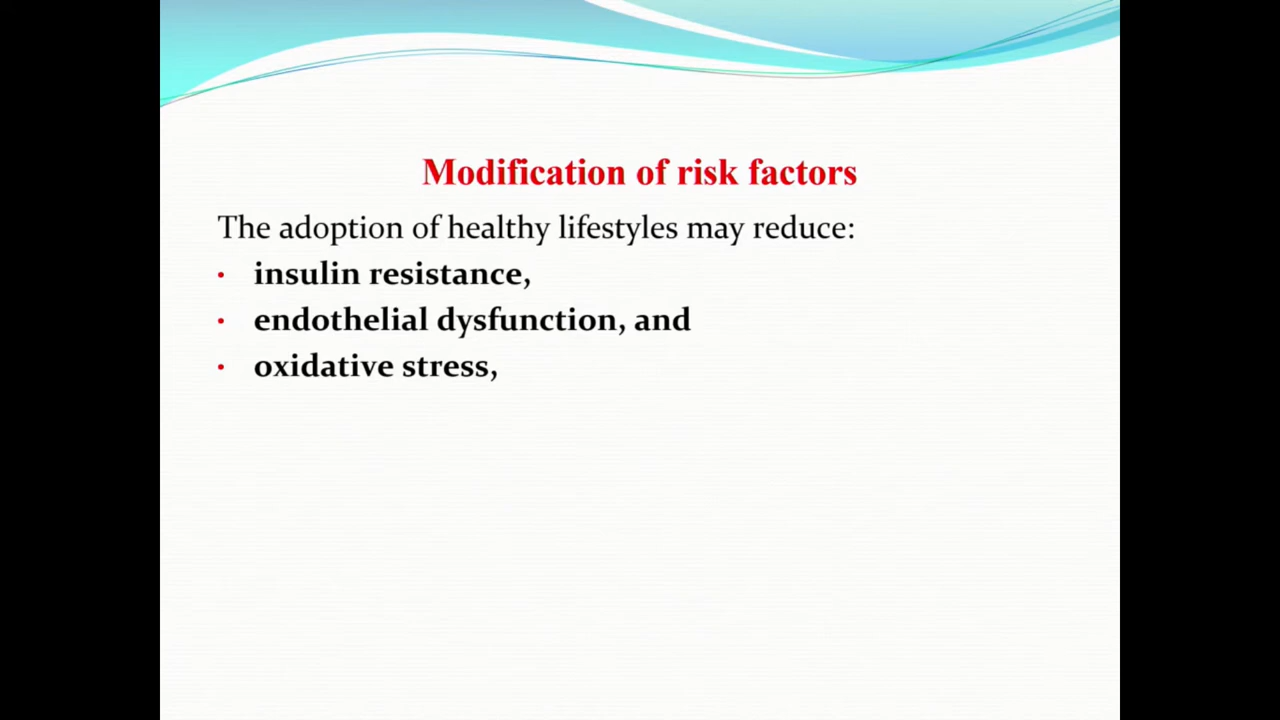 Modification of risk factors
The adoption of healthy lifestyles may reduce:
• insulin resistance,
• endothelial dysfunction, and
• oxidative stress,